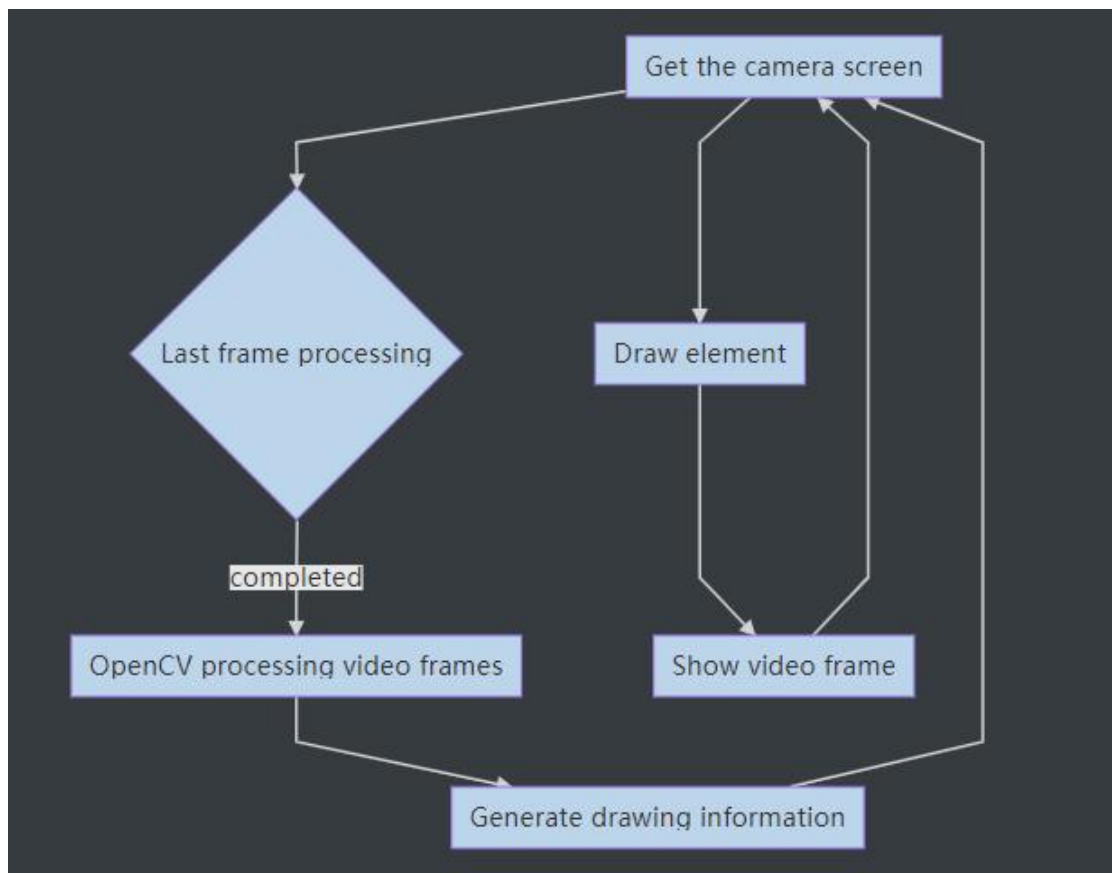 Get the camera screen
Last frame processing
Draw element
completed
OpenCV processing video frames
Show video frame
Generate drawing information